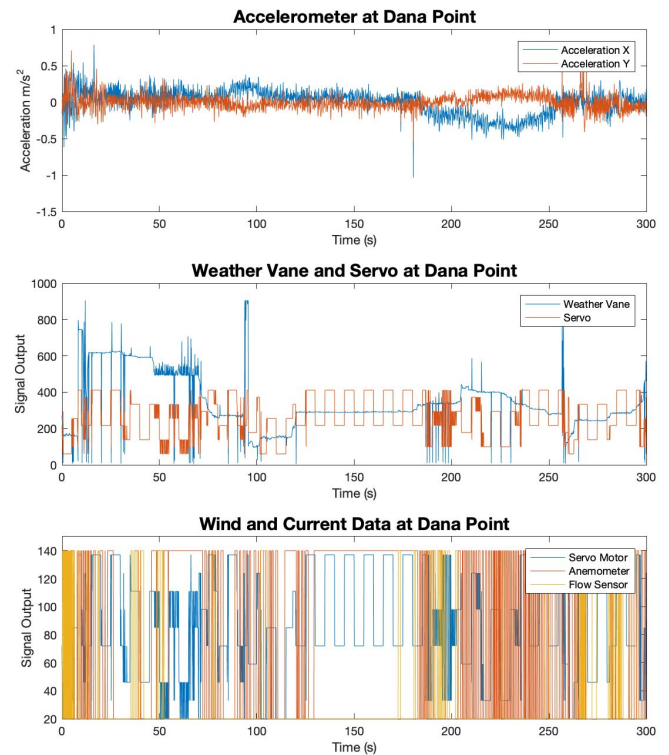 Accelerometer at Dana Point
1
0.5
0
-0.5
-1
-1.5
Acceleration m/s²
Acceleration X
Acceleration Y
0 50 100 150 200 250 300
Time (s)
Weather Vane and Servo at Dana Point
1000
800
600
400
200
0
Signal Output
Weather Vane
Servo
0 50 100 150 200 250 300
Time (s)
Wind and Current Data at Dana Point
140
120
100
80
60
40
20
Signal Output
Servo Motor
Anemometer
Flow Sensor
0 50 100 150 200 250 300
Time (s)